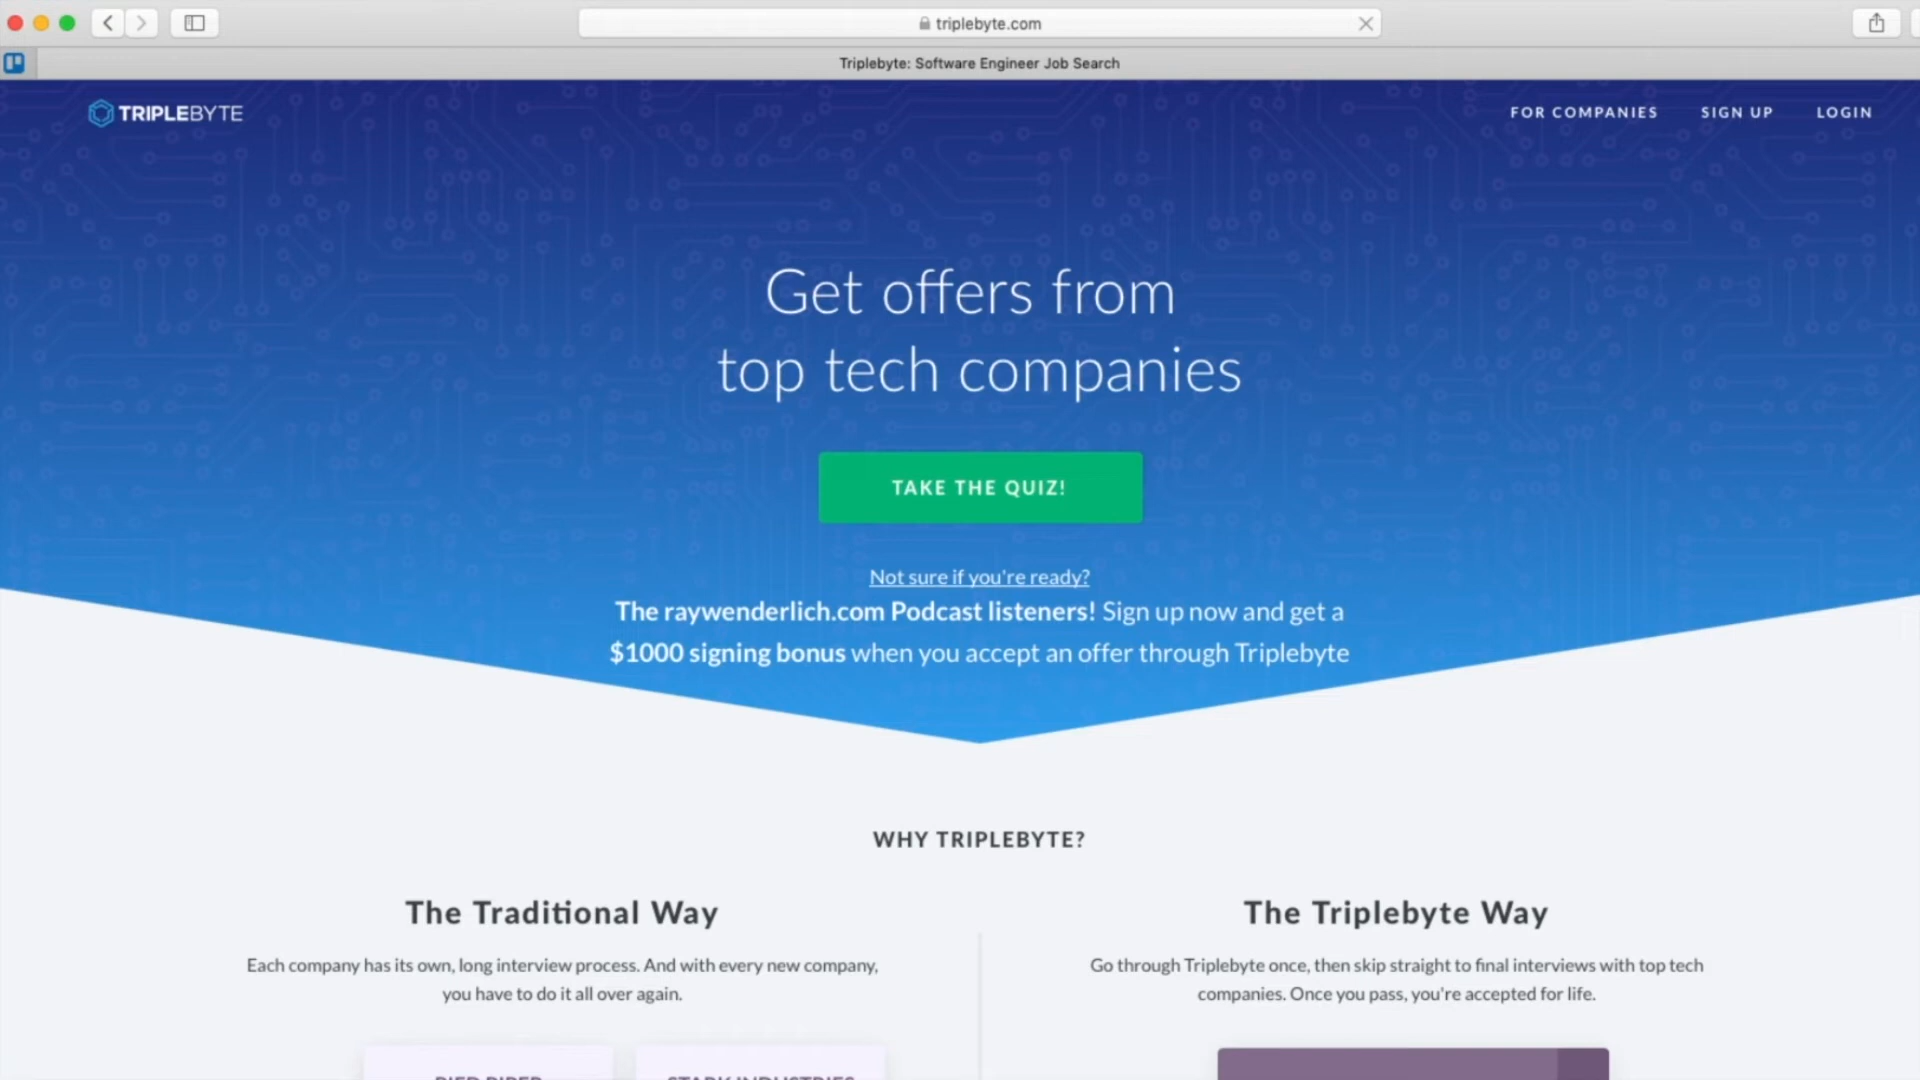 triplebyte.com
Triplebyte: Software Engineer Job Search
TRIPLEBYTE
FOR COMPANIES
SIGN UP
LOGIN
Get offers from
top tech companies
TAKE THE QUIZ!
Not sure if you're ready?
The raywenderlich.com Podcast listeners! Sign up now and get a
$1000 signing bonus when you accept an offer through Triplebyte
WHY TRIPLEBYTE?
The Traditional Way
Each company has its own, long interview process. And with every new company,
you have to do it all over again.
The Triplebyte Way
Go through Triplebyte once, then skip straight to final interviews with top tech
companies. Once you pass, you're accepted for life.
PIED PIPER
STARK INDUSTRIES